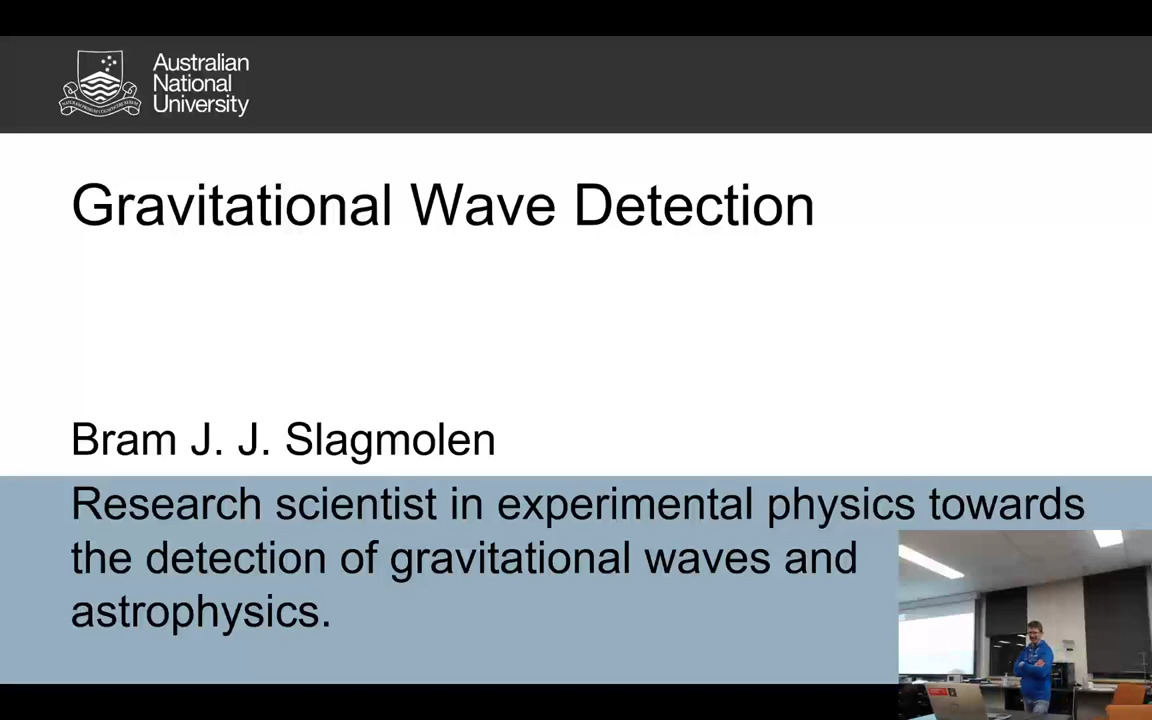 Australian
National
University
Gravitational Wave Detection
Bram J. J. Slagmolen
Research scientist in experimental physics towards
the detection of gravitational waves and
astrophysics.